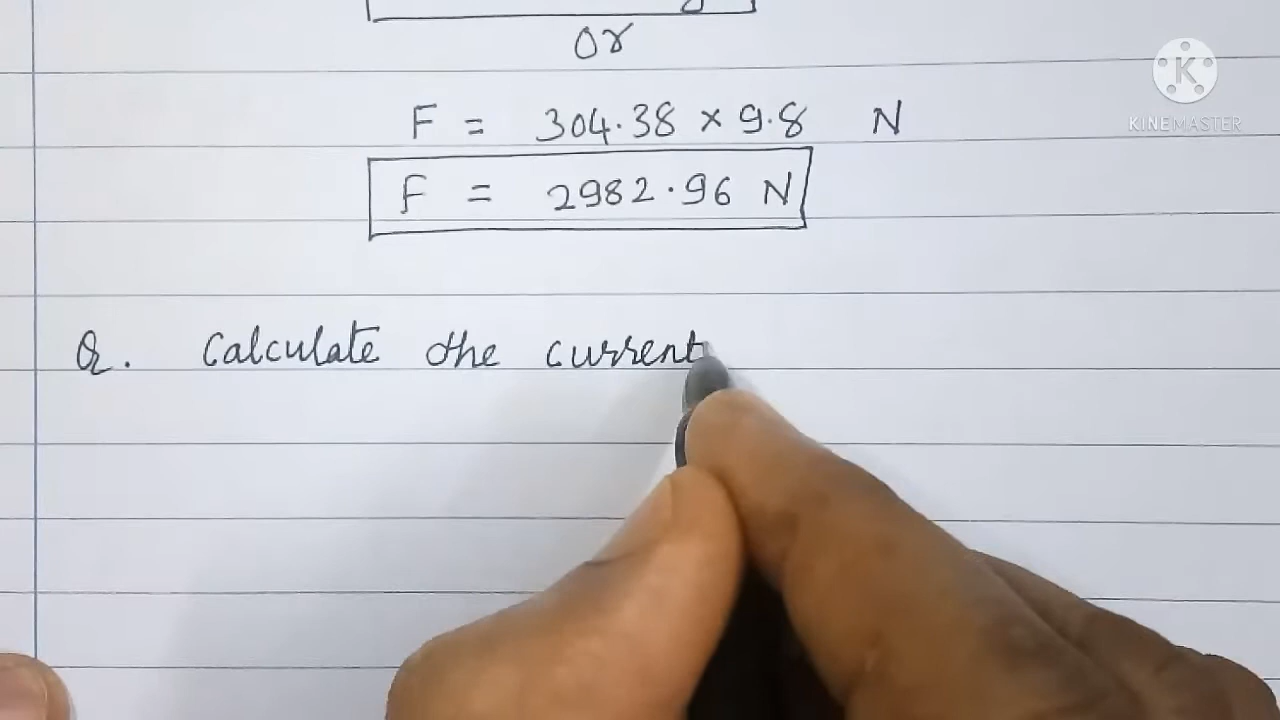 or
F = 304.38 × 9.8 N
F = 2982.96 N
Q. Calculate the current
K
KINEMASTER